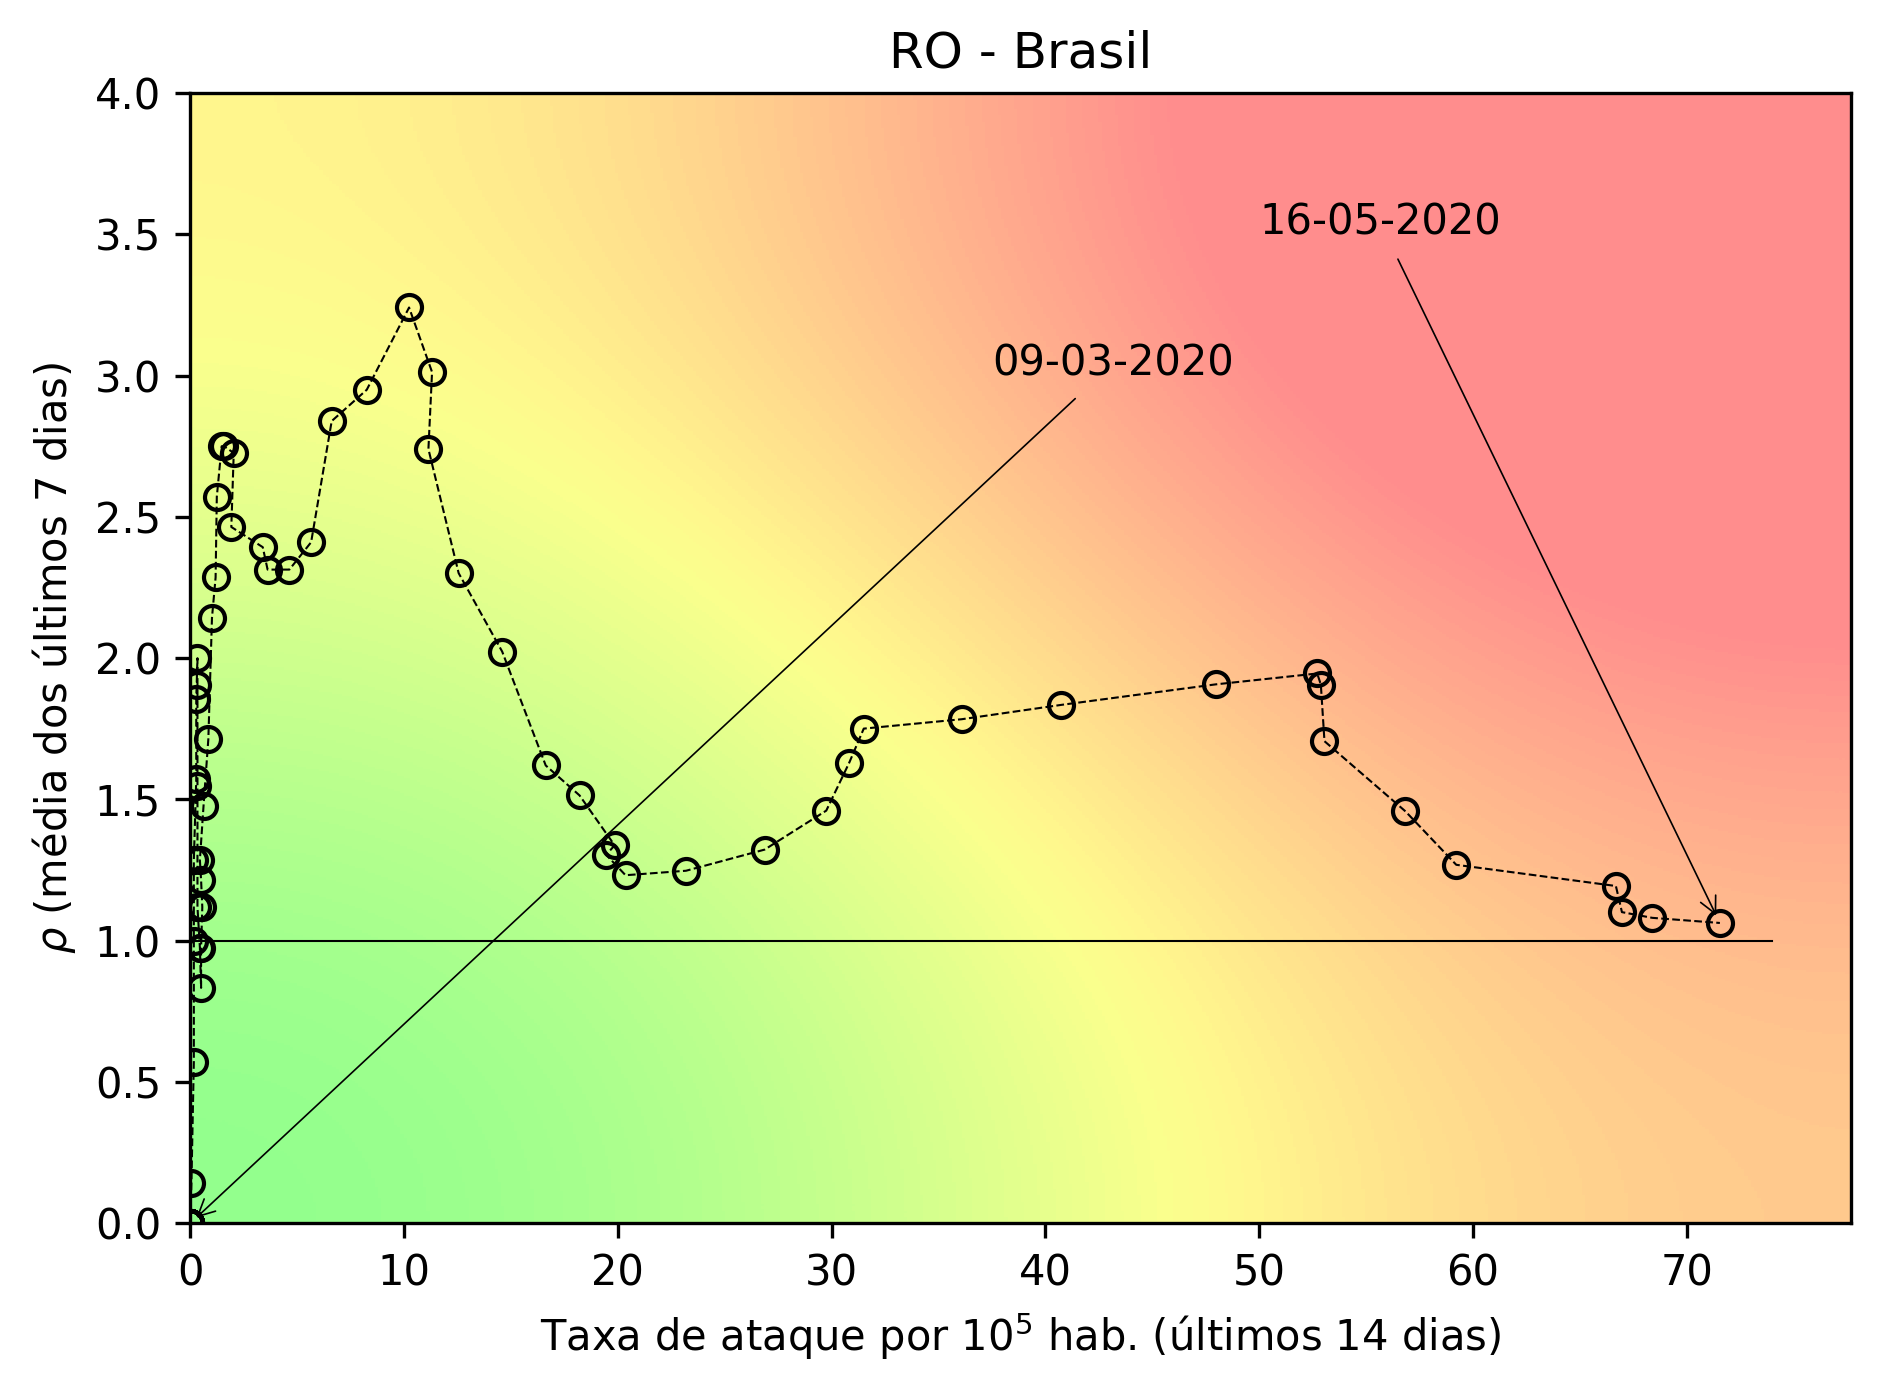 RO - Brasil
4.0
3.5
3.0
2.5
2.0
1.5
1.0
0.5
0.0
ρ (média dos últimos 7 dias)
16-05-2020
09-03-2020
0 10 20 30 40 50 60 70
Taxa de ataque por 10⁵ hab. (últimos 14 dias)